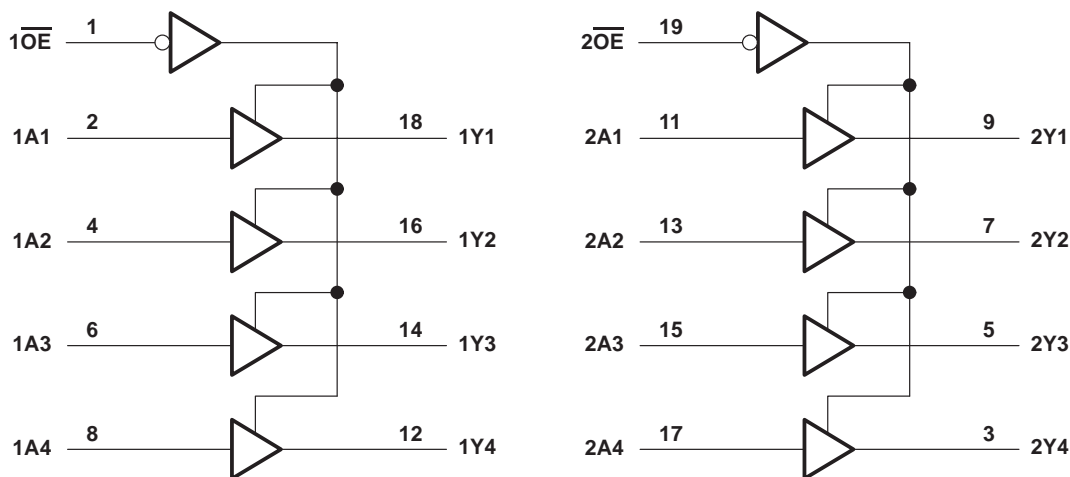 1OE 1 2OE 19
1A1 2 18 1Y1 2A1 11 9 2Y1
1A2 4 16 1Y2 2A2 13 7 2Y2
1A3 6 14 1Y3 2A3 15 5 2Y3
1A4 8 12 1Y4 2A4 17 3 2Y4